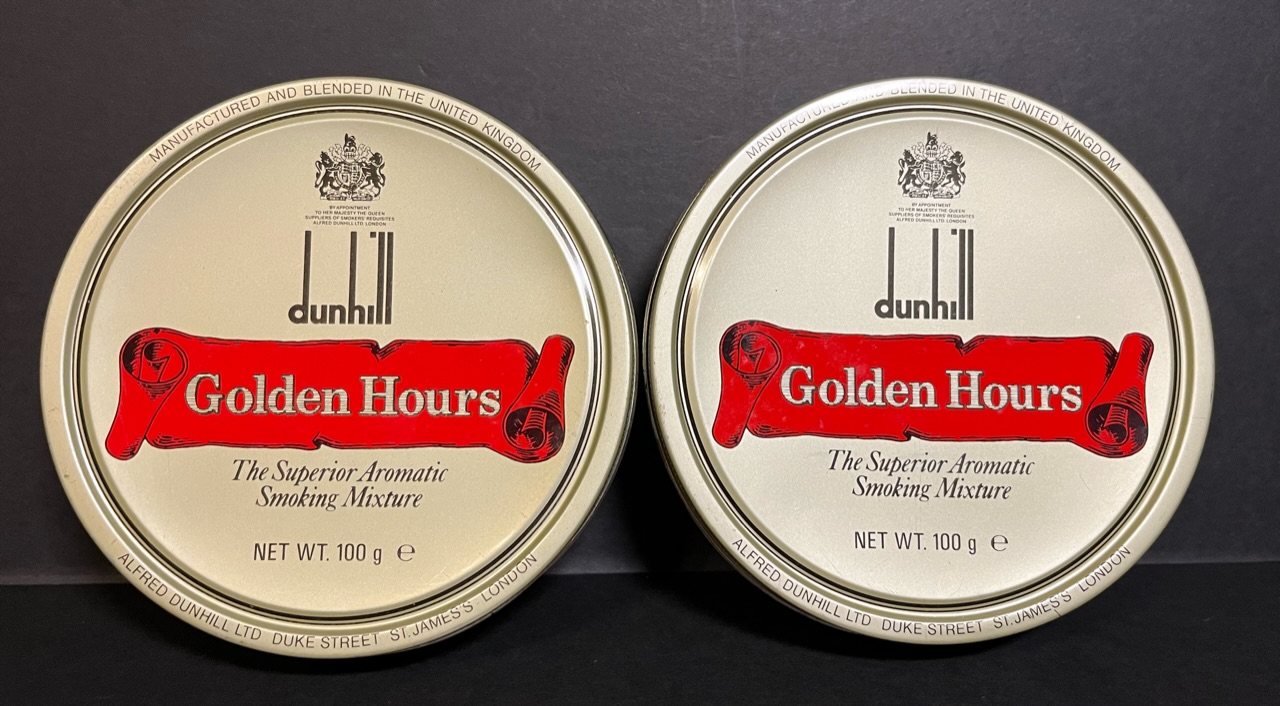 MANUFACTURED AND BLENDED IN THE UNITED KINGDOM
BY APPOINTMENT
TO HER MAJESTY THE QUEEN
SUPPLIERS OF SMOKERS' REQUISITES
ALFRED DUNHILL LTD. LONDON
dunhill
Golden Hours
The Superior Aromatic
Smoking Mixture
NET WT. 100 g ℮
ALFRED DUNHILL LTD DUKE STREET ST. JAMES'S LONDON
MANUFACTURED AND BLENDED IN THE UNITED KINGDOM
BY APPOINTMENT
TO HER MAJESTY THE QUEEN
SUPPLIERS OF SMOKERS' REQUISITES
ALFRED DUNHILL LTD. LONDON
dunhill
Golden Hours
The Superior Aromatic
Smoking Mixture
NET WT. 100 g ℮
ALFRED DUNHILL LTD DUKE STREET ST. JAMES'S LONDON